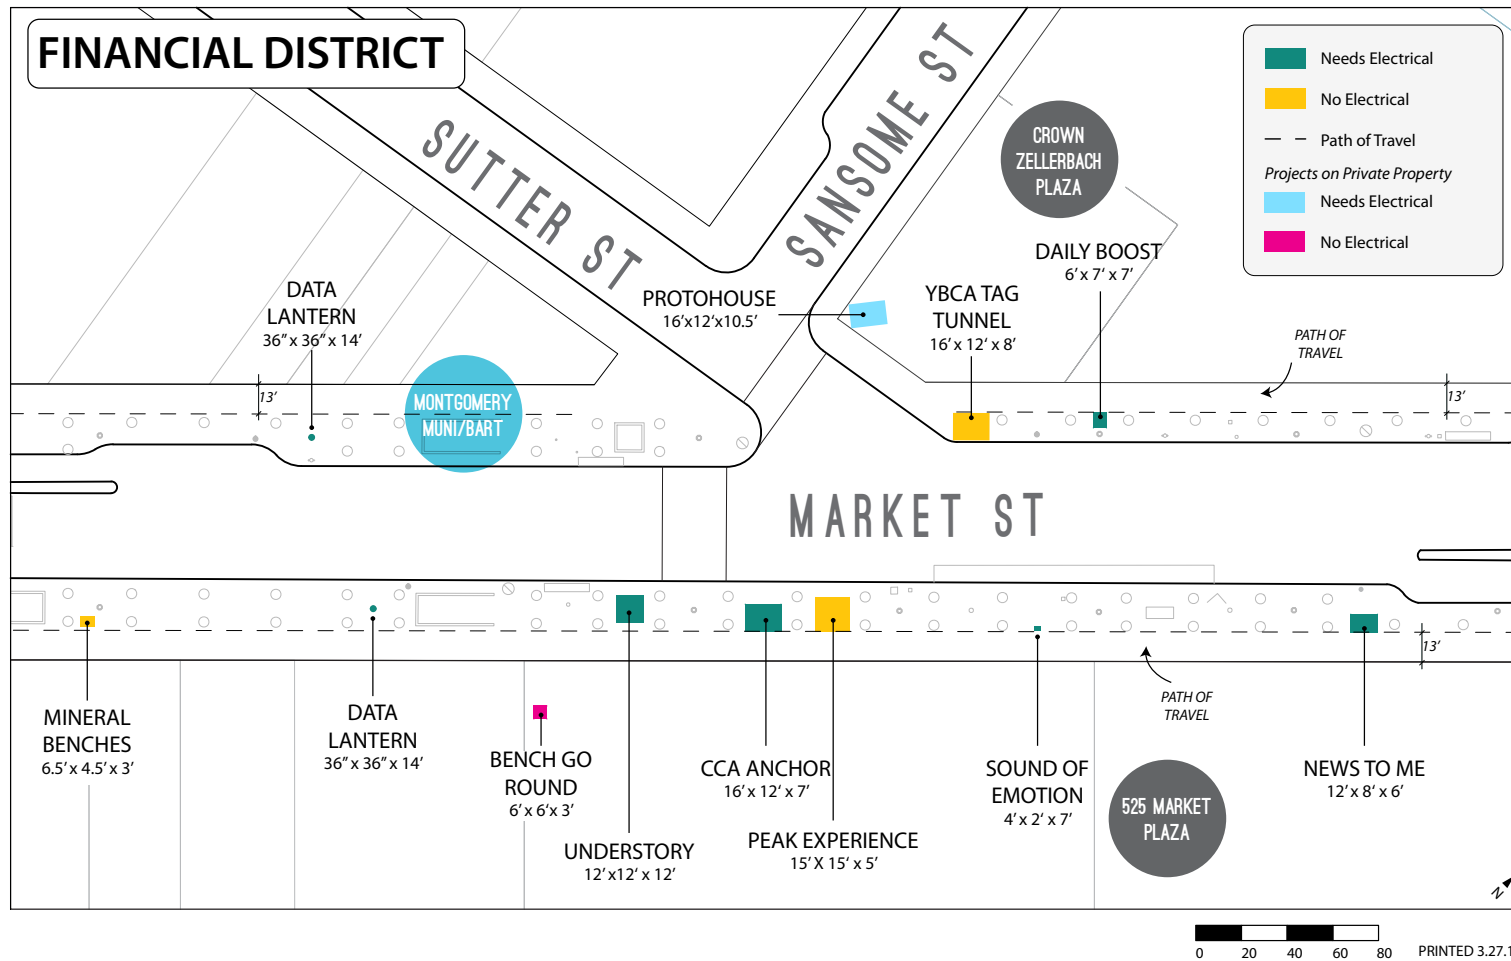 FINANCIAL DISTRICT
SUTTER ST
SANSOME ST
CROWN
ZELLERBACH
PLAZA
Needs Electrical
No Electrical
Path of Travel
Projects on Private Property
Needs Electrical
No Electrical
DATA
LANTERN
36” x 36” x 14’
PROTOHOUSE
16’x12‘x10.5’
YBCA TAG
TUNNEL
16’ x 12‘ x 8’
DAILY BOOST
6’ x 7‘ x 7’
PATH OF
TRAVEL
13’
13’
MONTGOMERY
MUNI/BART
MARKET ST
13’
PATH OF
TRAVEL
MINERAL
BENCHES
6.5’ x 4.5’ x 3’
DATA
LANTERN
36” x 36” x 14’
BENCH GO
ROUND
6’ x 6‘x 3’
UNDERSTORY
12’ x12‘ x 12’
CCA ANCHOR
16’ x 12‘ x 7’
PEAK EXPERIENCE
15’ X 15‘ x 5’
SOUND OF
EMOTION
4’ x 2‘ x 7’
525 MARKET
PLAZA
NEWS TO ME
12’ x 8‘ x 6’
N
0 20 40 60 80
PRINTED 3.27.1